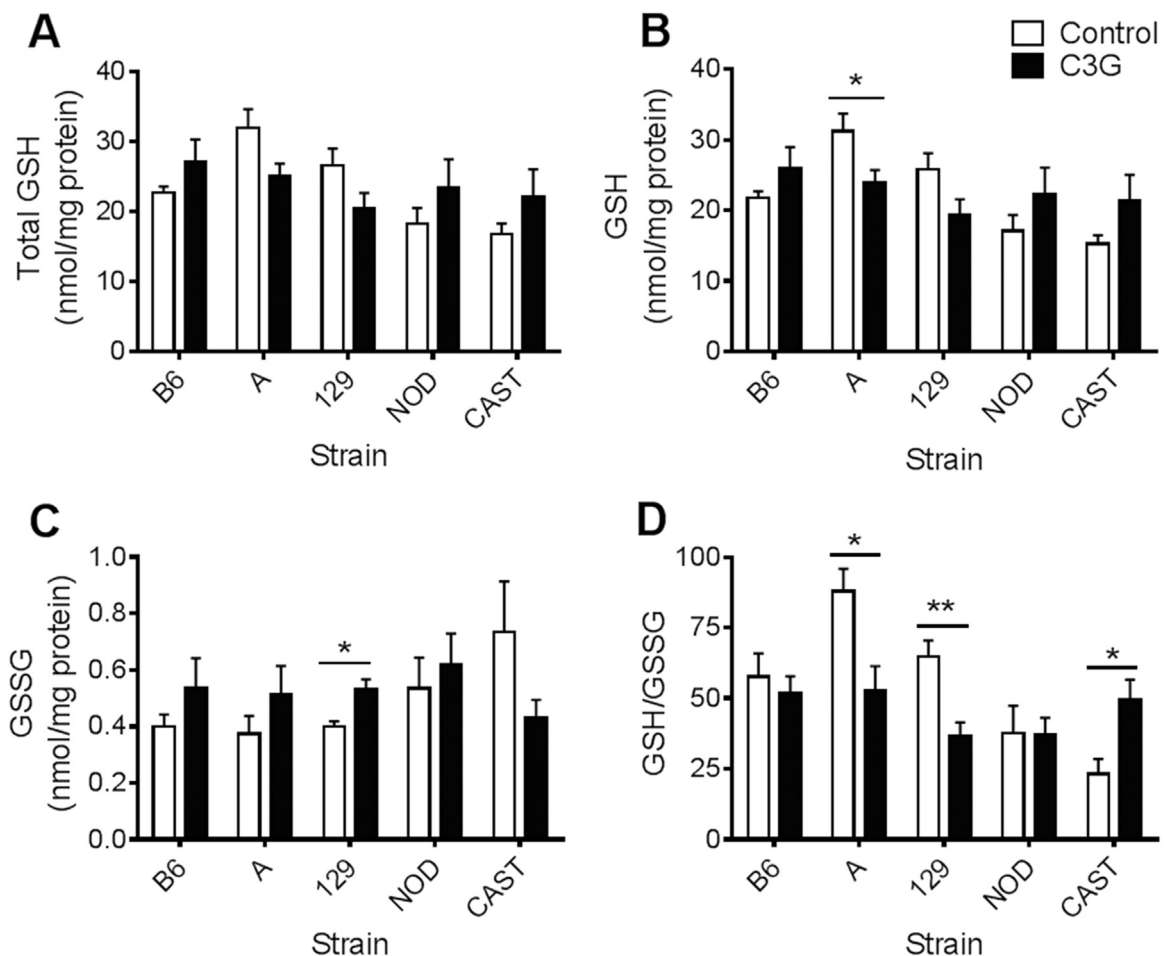 A
Total GSH
(nmol/mg protein)
40
30
20
10
0
B6
A
129
NOD
CAST
Strain
B
Control
C3G
GSH
(nmol/mg protein)
40
30
20
10
0
*
B6
A
129
NOD
CAST
Strain
C
GSSG
(nmol/mg protein)
1.0
0.8
0.6
0.4
0.2
0.0
*
B6
A
129
NOD
CAST
Strain
D
GSH/GSSG
100
75
50
25
0
*
**
*
B6
A
129
NOD
CAST
Strain